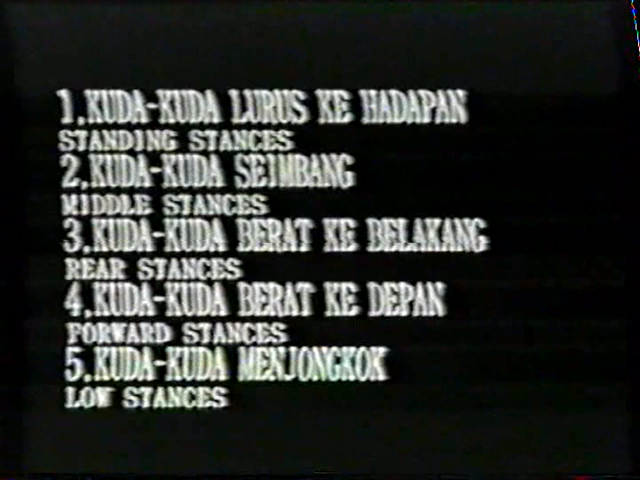 1.KUDA-KUDA LURUS KE HADAPAN
STANDING STANCES
2.KUDA-KUDA SEIMBANG
MIDDLE STANCES
3.KUDA-KUDA BERAT KE BELAKANG
REAR STANCES
4.KUDA-KUDA BERAT KE DEPAN
FORWARD STANCES
5.KUDA-KUDA MENJONGKOK
LOW STANCES